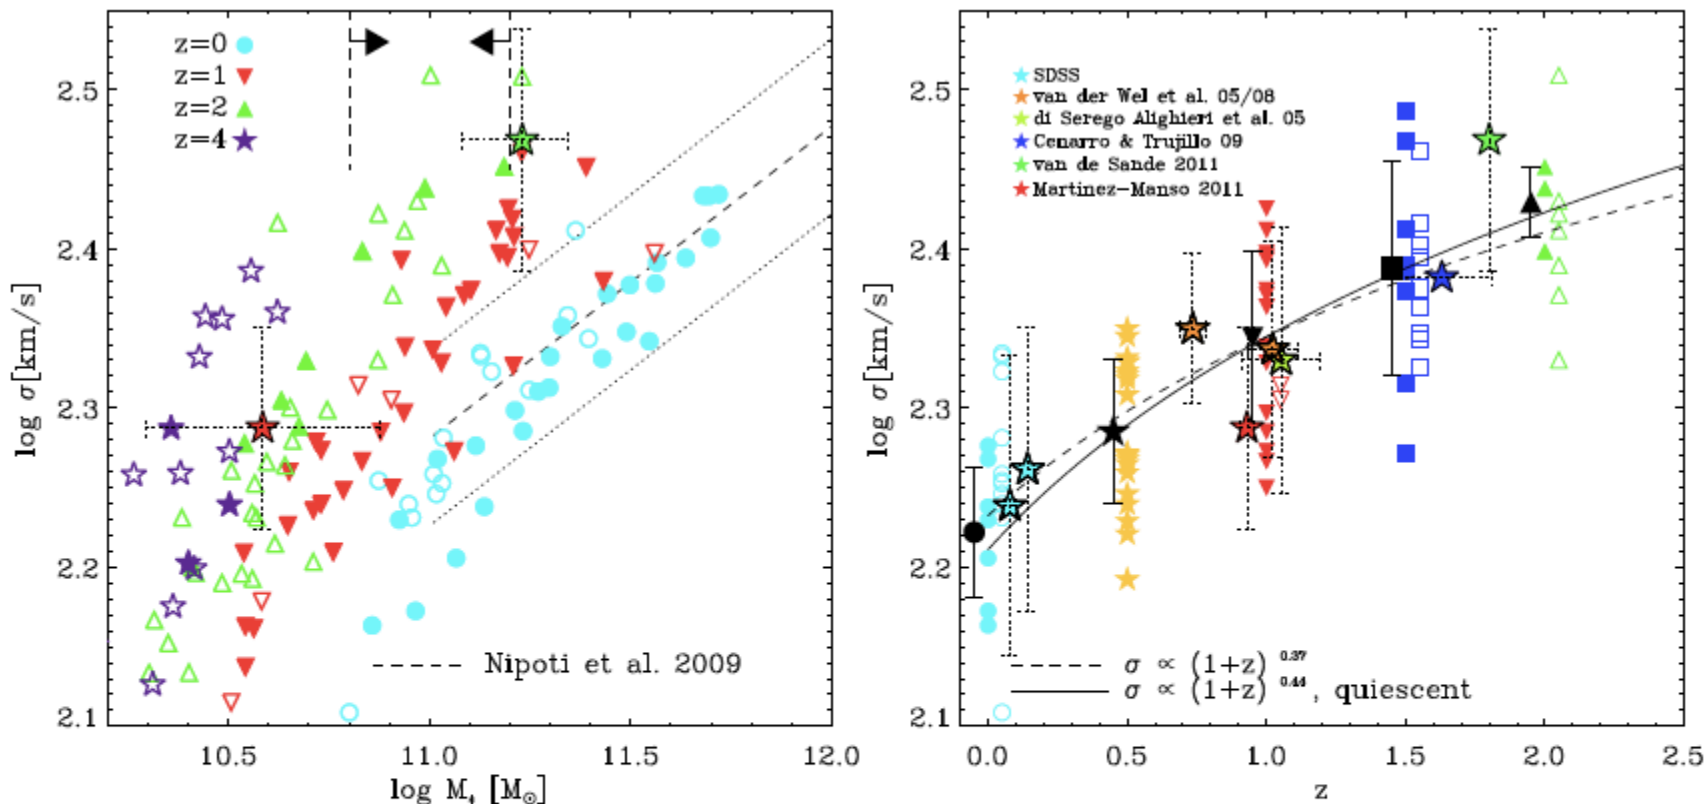 z=0
z=1
z=2
z=4
2.5
2.4
2.3
2.2
2.1
log σ[km/s]
Nipoti et al. 2009
10.5 11.0 11.5 12.0
log M⁎ [M⊙]
SDSS
van der Wel et al. 05/08
di Serego Alighieri et al. 05
Cenarro & Trujillo 09
van de Sande 2011
Martinez-Manso 2011
2.5
2.4
2.3
2.2
2.1
log σ[km/s]
σ ∝ (1+z)^0.37
σ ∝ (1+z)^0.44, quiescent
0.0 0.5 1.0 1.5 2.0 2.5
z